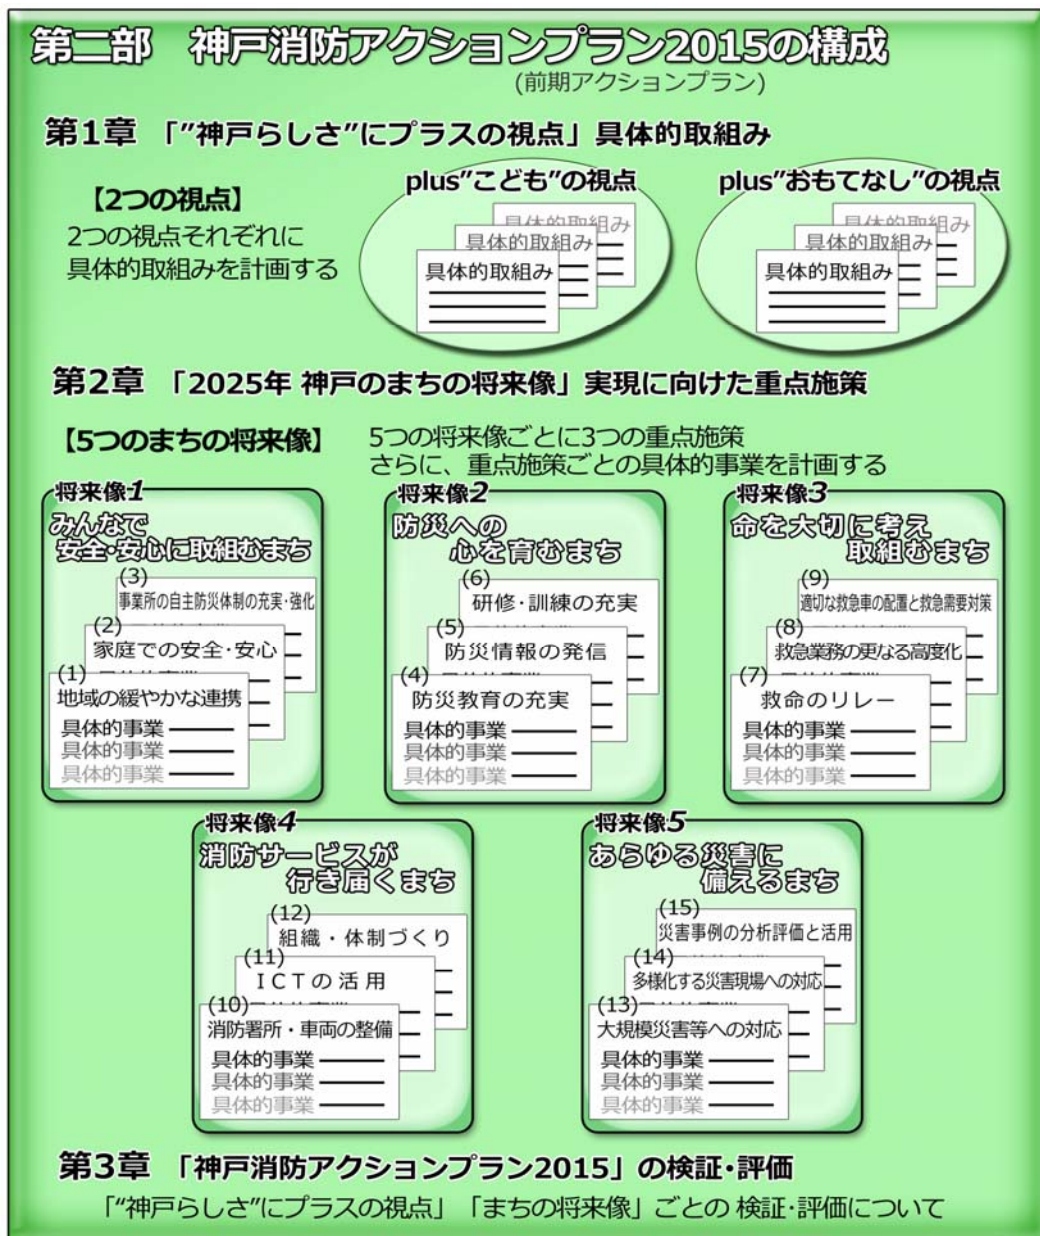 第二部 神戸消防アクションプラン2015の構成
(前期アクションプラン)
第1章 「”神戸らしさ”にプラスの視点」具体的取組み
【2つの視点】
2つの視点それぞれに
具体的取組みを計画する
plus”こども”の視点
具体的取組み
具体的取組み
具体的取組み
plus”おもてなし”の視点
具体的取組み
具体的取組み
具体的取組み
第2章 「2025年 神戸のまちの将来像」実現に向けた重点施策
【5つのまちの将来像】
5つの将来像ごとに3つの重点施策
さらに、重点施策ごとの具体的事業を計画する
将来像1
みんなで
安全・安心に取組むまち
(3)
事業所の自主防災体制の充実・強化
(2)
家庭での安全・安心
(1)
地域の緩やかな連携
具体的事業
具体的事業
具体的事業
将来像2
防災への
心を育むまち
(6)
研修・訓練の充実
(5)
防災情報の発信
(4)
防災教育の充実
具体的事業
具体的事業
具体的事業
将来像3
命を大切に考え
取組むまち
(9)
適切な救急車の配置と救急需要対策
(8)
救急業務の更なる高度化
(7)
救命のリレー
具体的事業
具体的事業
具体的事業
将来像4
消防サービスが
行き届くまち
(12)
組織・体制づくり
(11)
ICTの活用
(10)
消防署所・車両の整備
具体的事業
具体的事業
具体的事業
将来像5
あらゆる災害に
備えるまち
(15)
災害事例の分析評価と活用
(14)
多様化する災害現場への対応
(13)
大規模災害等への対応
具体的事業
具体的事業
具体的事業
第3章 「神戸消防アクションプラン2015」の検証・評価
「“神戸らしさ”にプラスの視点」「まちの将来像」ごとの 検証・評価について